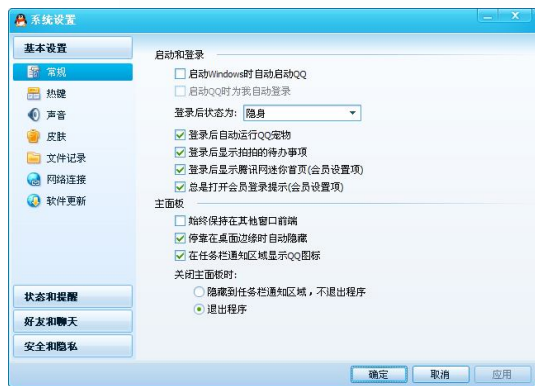 系统设置
基本设置
常规
热键
声音
皮肤
文件记录
网络连接
软件更新
状态和提醒
好友和聊天
安全和隐私
启动和登录
启动Windows时自动启动QQ
启动QQ时为我自动登录
登录后状态为: 隐身
登录后自动运行QQ宠物
登录后显示拍拍的待办事项
登录后显示腾讯网迷你首页(会员设置项)
总是打开会员登录提示(会员设置项)
主面板
始终保持在其他窗口前端
停靠在桌面边缘时自动隐藏
在任务栏通知区域显示QQ图标
关闭主面板时:
隐藏到任务栏通知区域，不退出程序
退出程序
确定 取消 应用